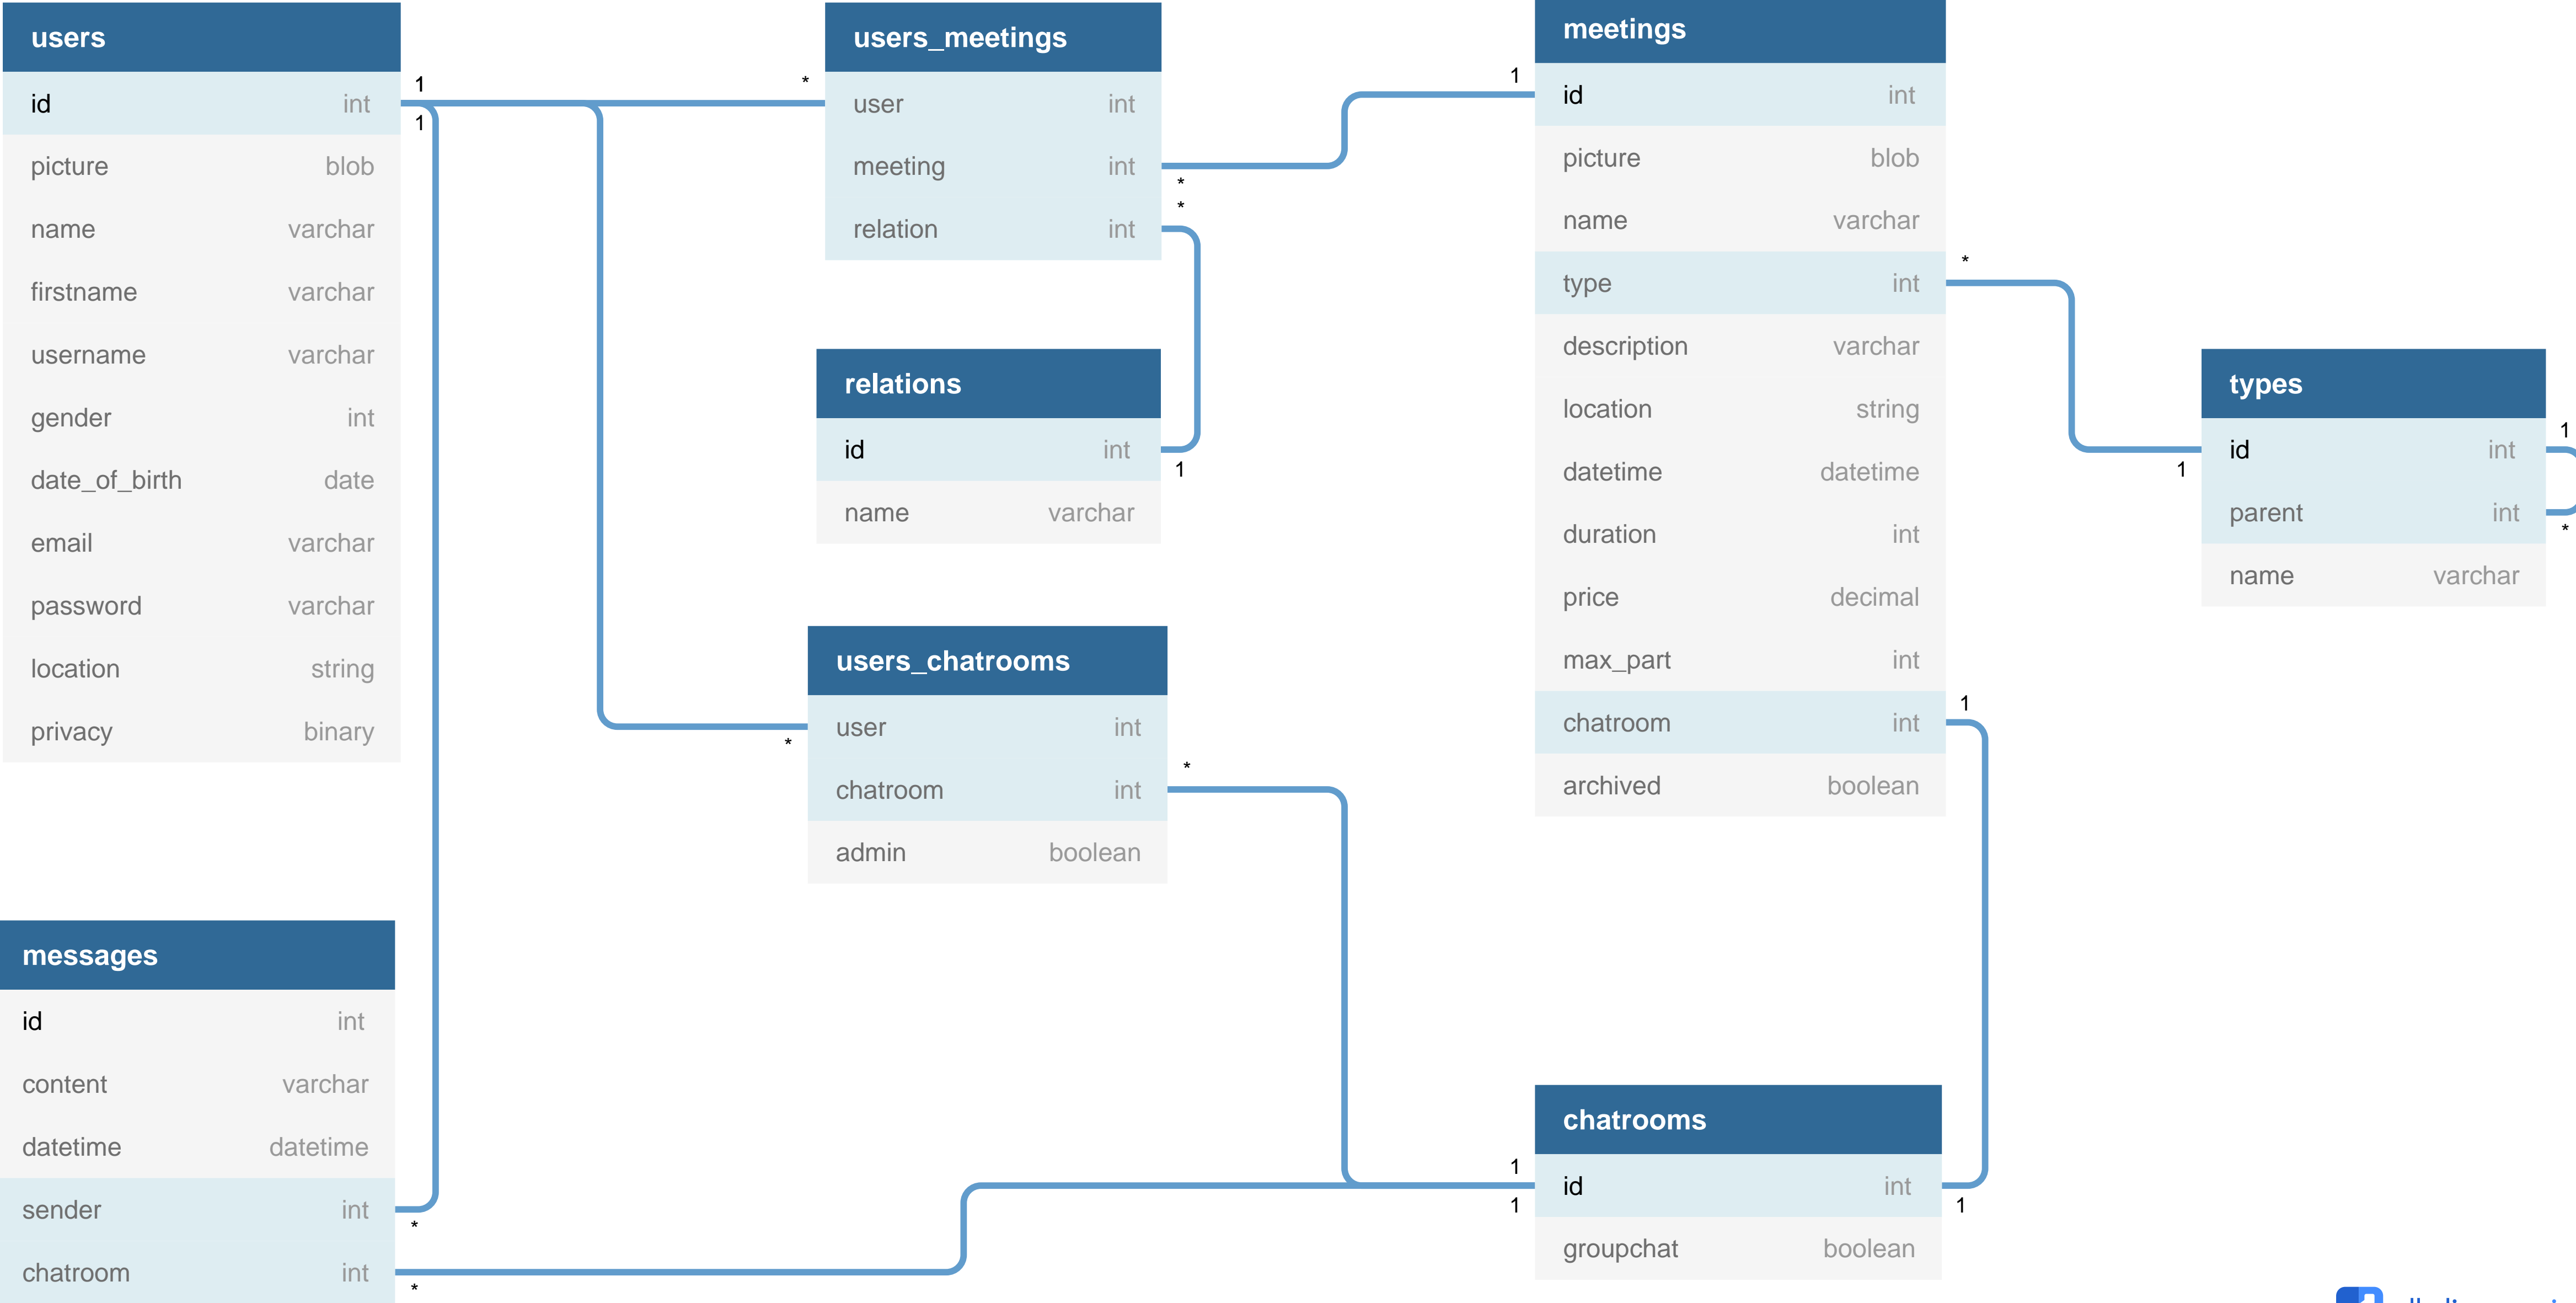 users
id int
picture blob
name varchar
firstname varchar
username varchar
gender int
date_of_birth date
email varchar
password varchar
location string
privacy binary
1
1
users_meetings
user int
meeting int
relation int
*
*
*
relations
id int
name varchar
1
users_chatrooms
user int
chatroom int
admin boolean
*
*
meetings
id int
picture blob
name varchar
type int
description varchar
location string
datetime datetime
duration int
price decimal
max_part int
chatroom int
archived boolean
1
*
1
types
id int
parent int
name varchar
1
1
*
messages
id int
content varchar
datetime datetime
sender int
chatroom int
*
*
chatrooms
id int
groupchat boolean
1
1
1